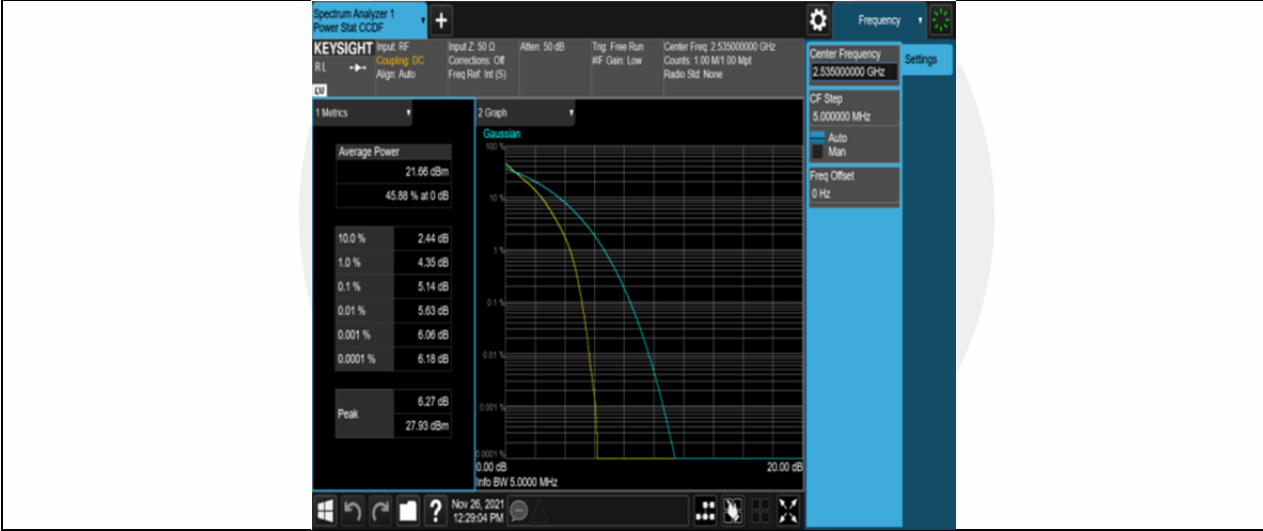 Spectrum Analyzer 1
Power Stat CCDF
+
Frequency
KEYSIGHT
Input: RF
Coupling: DC
Align: Auto
Input Z: 50 Ω
Corrections: Off
Freq Ref: Int (S)
Atten: 50 dB
Trig: Free Run
#IF Gain: Low
Center Freq: 2.535000000 GHz
Counts: 1.00 M/1.00 Mpt
Radio Std: None
R L
LV
Center Frequency
2.535000000 GHz
Settings
CF Step
5.000000 MHz
Auto
Man
Freq Offset
0 Hz
1 Metrics
Average Power
21.66 dBm
45.88 % at 0 dB
10.0 % 2.44 dB
1.0 % 4.35 dB
0.1 % 5.14 dB
0.01 % 5.63 dB
0.001 % 6.06 dB
0.0001 % 6.18 dB
Peak
6.27 dB
27.93 dBm
2 Graph
Gaussian
100 %
10 %
1 %
0.1 %
0.01 %
0.001 %
0.0001 %
0.00 dB
20.00 dB
Info BW 5.0000 MHz
?
Nov 26, 2021
12:29:04 PM